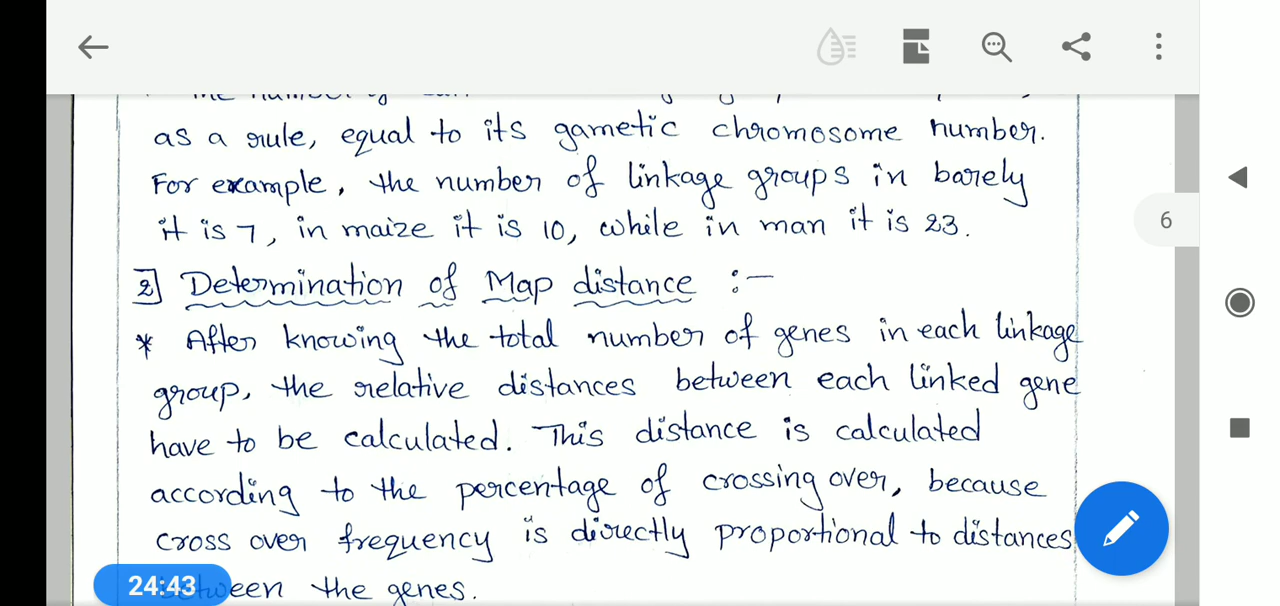 6
as a rule, equal to its gametic chromosome number.
For example, the number of linkage groups in barely
it is 7, in maize it is 10, while in man it is 23.
2] Determination of Map distance :-
* After knowing the total number of genes in each linkage
group, the relative distances between each linked gene
have to be calculated. This distance is calculated
according to the percentage of crossing over, because
cross over frequency is directly proportional to distances
between the genes.
24:43